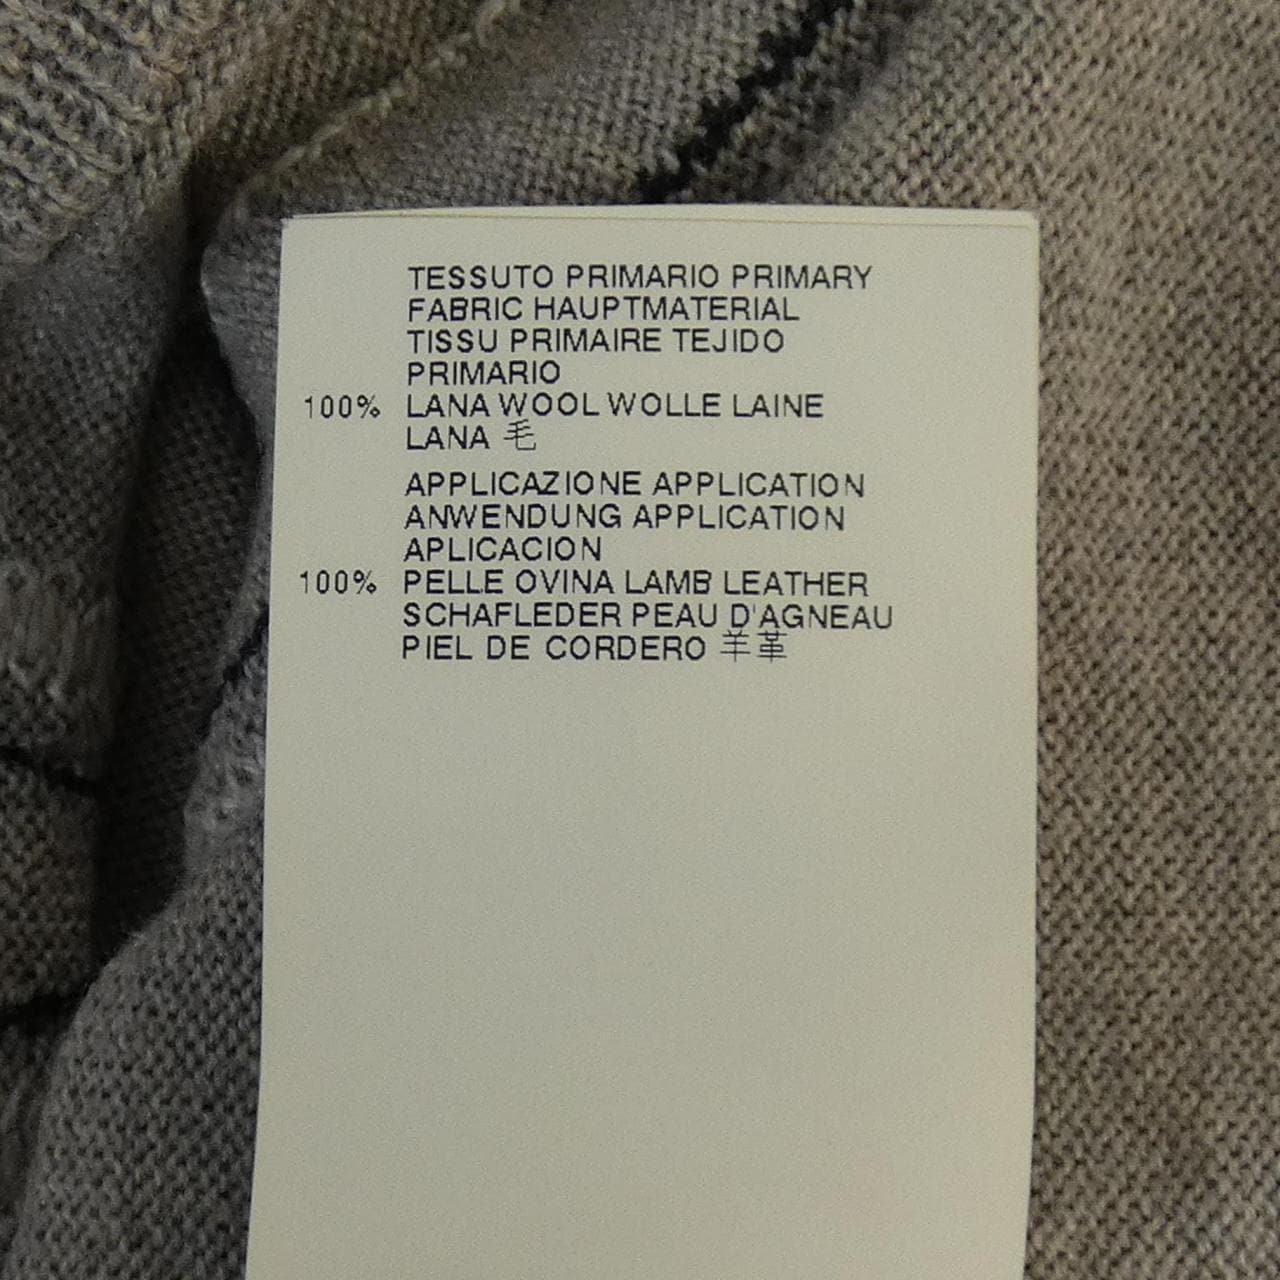 TESSUTO PRIMARIO PRIMARY
FABRIC HAUPTMATERIAL
TISSU PRIMAIRE TEJIDO
PRIMARIO
100% LANA WOOL WOLLE LAINE
LANA 毛
APPLICAZIONE APPLICATION
ANWENDUNG APPLICATION
APLICACION
100% PELLE OVINA LAMB LEATHER
SCHAFLEDER PEAU D'AGNEAU
PIEL DE CORDERO 羊革